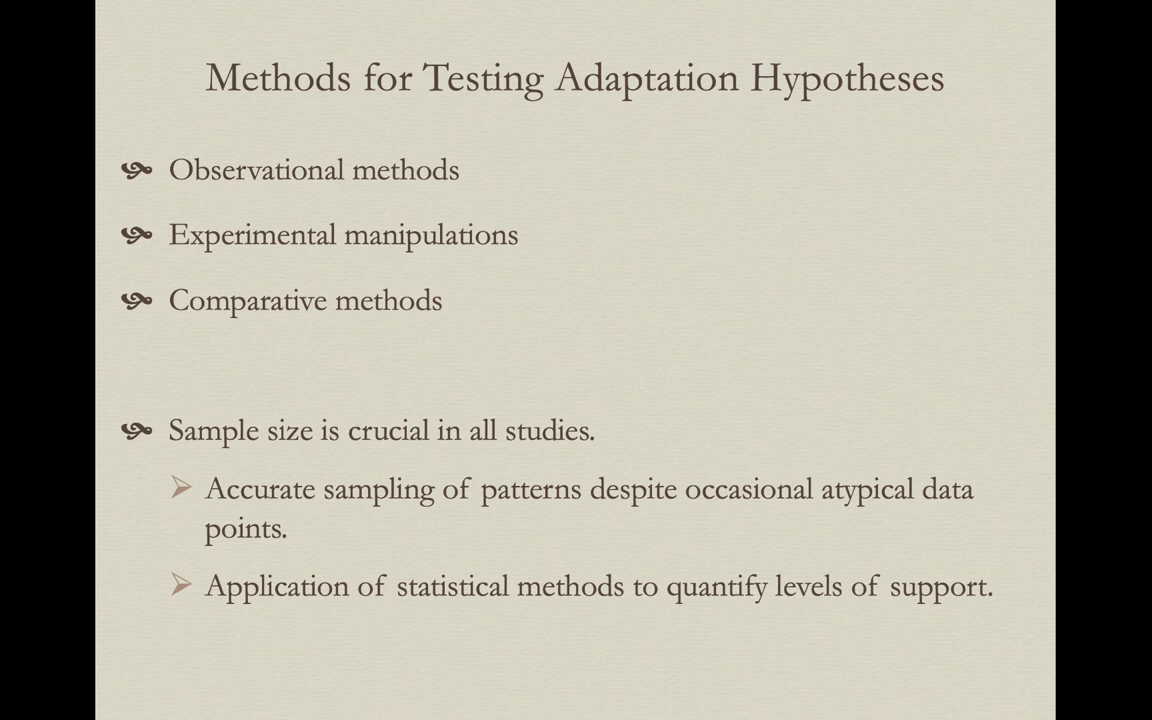 Methods for Testing Adaptation Hypotheses
Observational methods
Experimental manipulations
Comparative methods
Sample size is crucial in all studies.
Accurate sampling of patterns despite occasional atypical data
points.
Application of statistical methods to quantify levels of support.